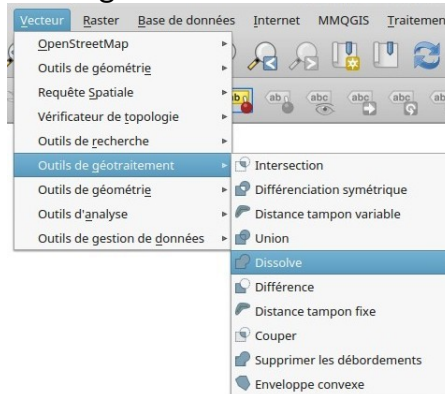 Vecteur Raster Base de données Internet MMQGIS Traitemen
OpenStreetMap
Outils de géométrie
Requête Spatiale
Vérificateur de topologie
Outils de recherche
Outils de géotraitement
Outils de géométrie
Outils d'analyse
Outils de gestion de données
Intersection
Différenciation symétrique
Distance tampon variable
Union
Dissolve
Différence
Distance tampon fixe
Couper
Supprimer les débordements
Enveloppe convexe